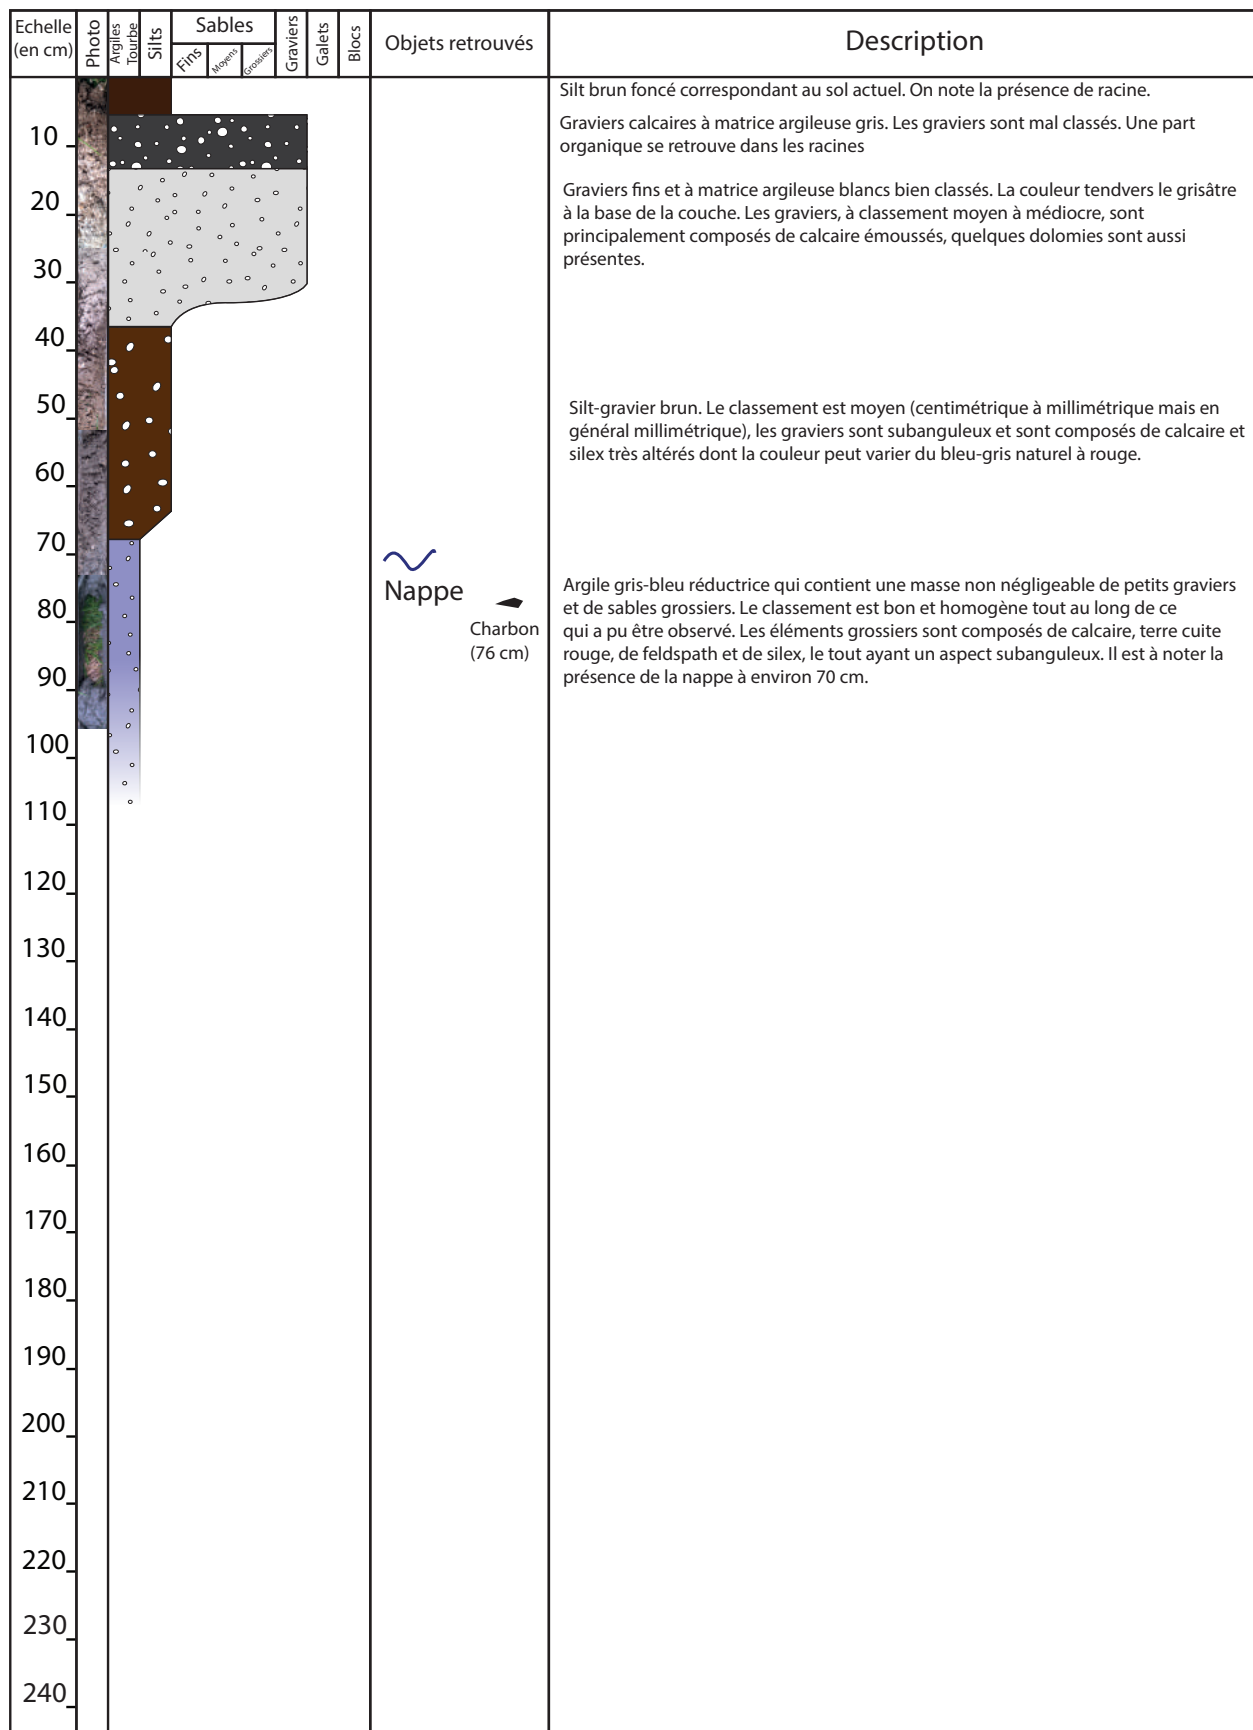 Echelle
(en cm)
Photo
Argiles
Tourbe
Silts
Sables
Fins
Moyens
Grossiers
Graviers
Galets
Blocs
Objets retrouvés
Description
Silt brun foncé correspondant au sol actuel. On note la présence de racine.
Graviers calcaires à matrice argileuse gris. Les graviers sont mal classés. Une part
organique se retrouve dans les racines
Graviers fins et à matrice argileuse blancs bien classés. La couleur tendvers le grisâtre
à la base de la couche. Les graviers, à classement moyen à médiocre, sont
principalement composés de calcaire émoussés, quelques dolomies sont aussi
présentes.
Silt-gravier brun. Le classement est moyen (centimétrique à millimétrique mais en
général millimétrique), les graviers sont subanguleux et sont composés de calcaire et
silex très altérés dont la couleur peut varier du bleu-gris naturel à rouge.
Nappe
Charbon
(76 cm)
Argile gris-bleu réductrice qui contient une masse non négligeable de petits graviers
et de sables grossiers. Le classement est bon et homogène tout au long de ce
qui a pu être observé. Les éléments grossiers sont composés de calcaire, terre cuite
rouge, de feldspath et de silex, le tout ayant un aspect subanguleux. Il est à noter la
présence de la nappe à environ 70 cm.
10
20
30
40
50
60
70
80
90
100
110
120
130
140
150
160
170
180
190
200
210
220
230
240